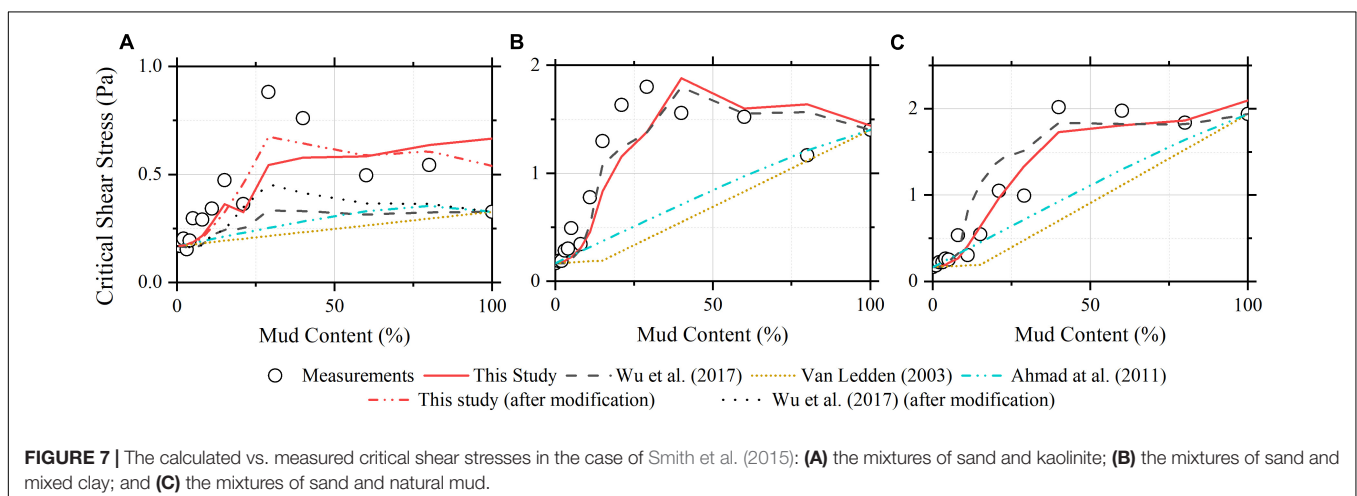 A
B
C
Critical Shear Stress (Pa)
1.0
0.5
0.0
0
50
100
Mud Content (%)
2
1
0
0
50
100
Mud Content (%)
2
1
0
0
50
100
Mud Content (%)
Measurements This Study Wu et al. (2017) Van Ledden (2003) Ahmad at al. (2011)
This study (after modification) Wu et al. (2017) (after modification)
FIGURE 7 | The calculated vs. measured critical shear stresses in the case of Smith et al. (2015): (A) the mixtures of sand and kaolinite; (B) the mixtures of sand and
mixed clay; and (C) the mixtures of sand and natural mud.